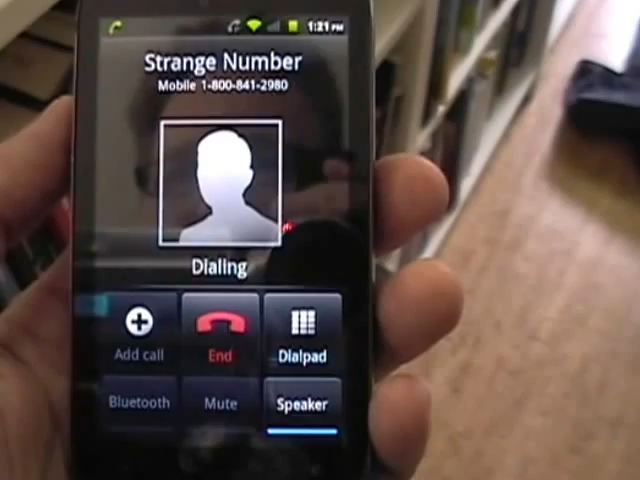 1:21 PM
Strange Number
Mobile 1-800-841-2980
Dialing
Add call End Dialpad
Bluetooth Mute Speaker